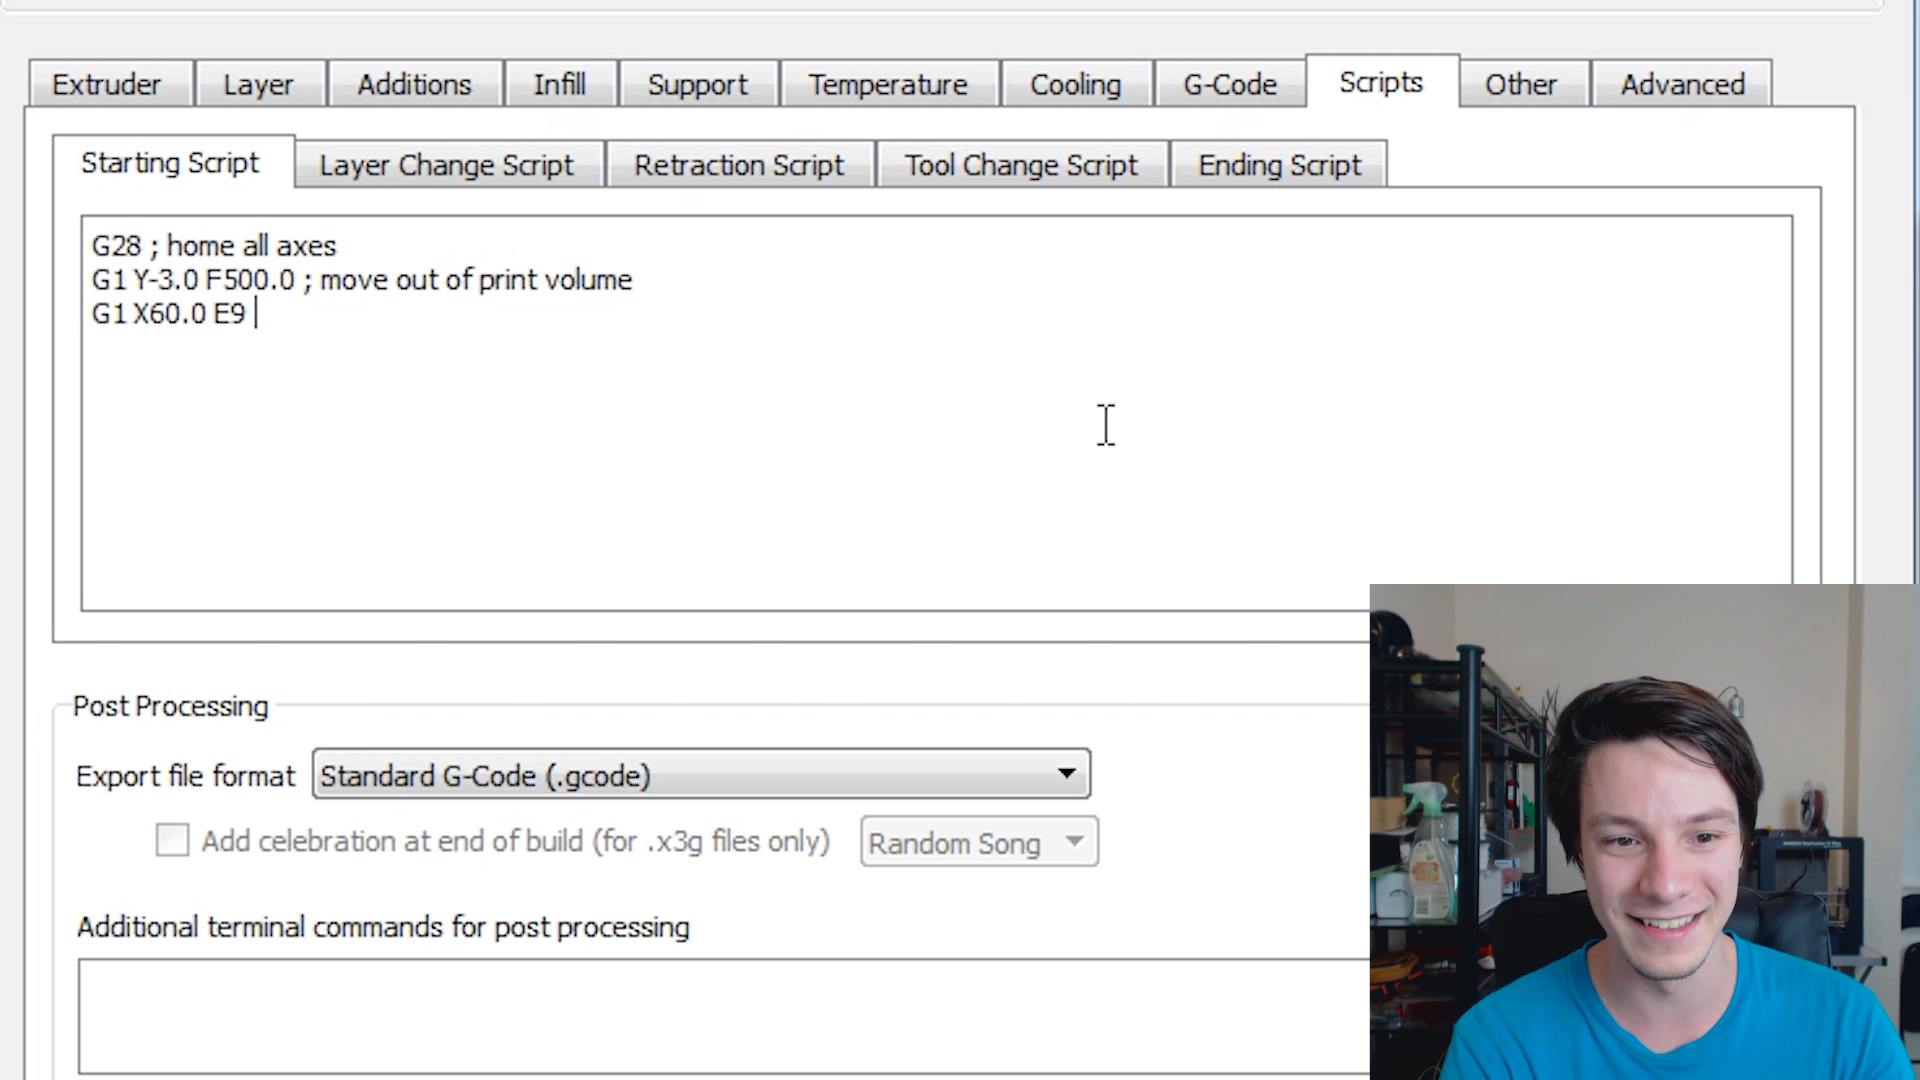 Extruder Layer Additions Infill Support Temperature Cooling G-Code Scripts Other Advanced
Starting Script Layer Change Script Retraction Script Tool Change Script Ending Script
G28 ; home all axes
G1 Y-3.0 F500.0 ; move out of print volume
G1 X60.0 E9
Post Processing
Export file format Standard G-Code (.gcode)
Add celebration at end of build (for .x3g files only) Random Song
Additional terminal commands for post processing